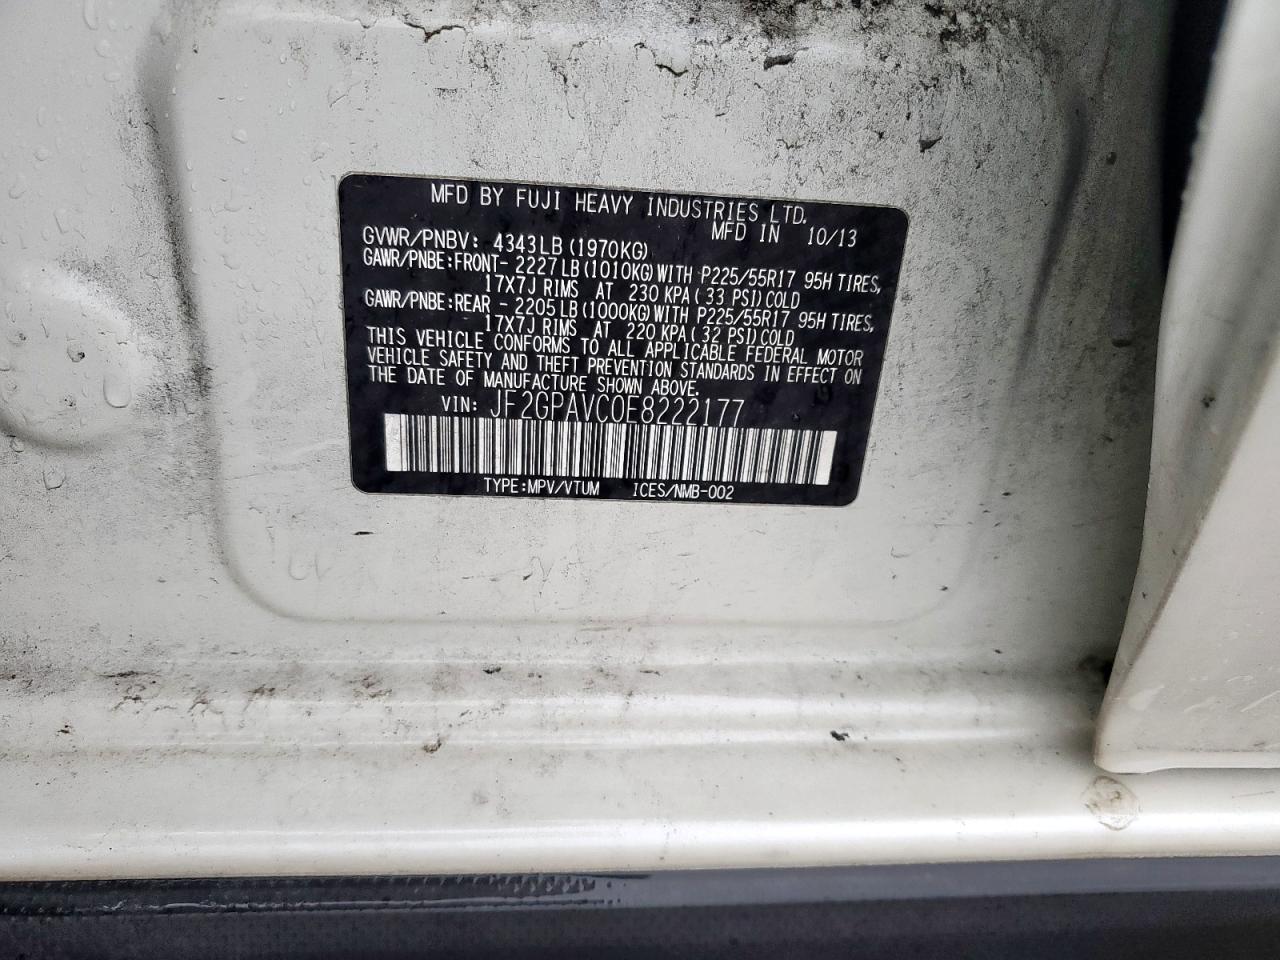 MFD BY FUJI HEAVY INDUSTRIES LTD.
MFD IN 10/13
GVWR/PNBV: 4343LB(1970KG)
GAWR/PNBE:FRONT- 2227LB(1010KG)WITH P225/55R17 95H TIRES,
17X7J RIMS AT 230 KPA( 33 PSI)COLD
GAWR/PNBE:REAR - 2205LB(1000KG)WITH P225/55R17 95H TIRES,
17X7J RIMS AT 220 KPA( 32 PSI)COLD
THIS VEHICLE CONFORMS TO ALL APPLICABLE FEDERAL MOTOR
VEHICLE SAFETY AND THEFT PREVENTION STANDARDS IN EFFECT ON
THE DATE OF MANUFACTURE SHOWN ABOVE.
VIN: JF2GPAVC0E8222177
TYPE:MPV/VTUM ICES/NMB-002